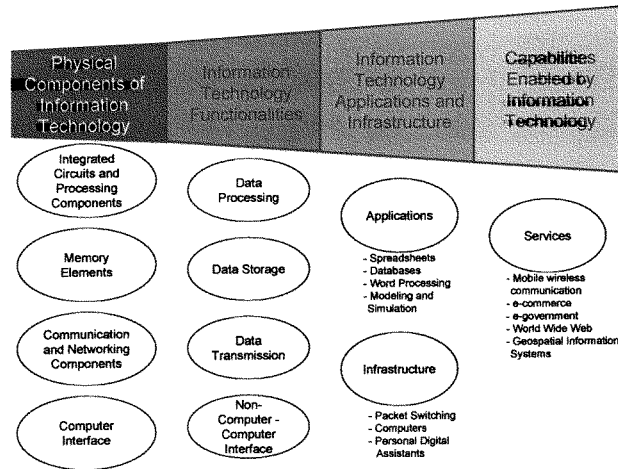 Physical
Components of
Information
Technology
Information
Technology
Functionalities
Information
Technology
Applications and
Infrastructure
Capabilities
Enabled by
Information
Technology
Integrated
Circuits and
Processing
Components
Memory
Elements
Communication
and Networking
Components
Computer
Interface
Data
Processing
Data Storage
Data
Transmission
Non-
Computer -
Computer
Interface
Applications
- Spreadsheets
- Databases
- Word Processing
- Modeling and
Simulation
Infrastructure
- Packet Switching
- Computers
- Personal Digital
Assistants
Services
- Mobile wireless
communication
- e-commerce
- e-government
- World Wide Web
- Geospatial Information
Systems